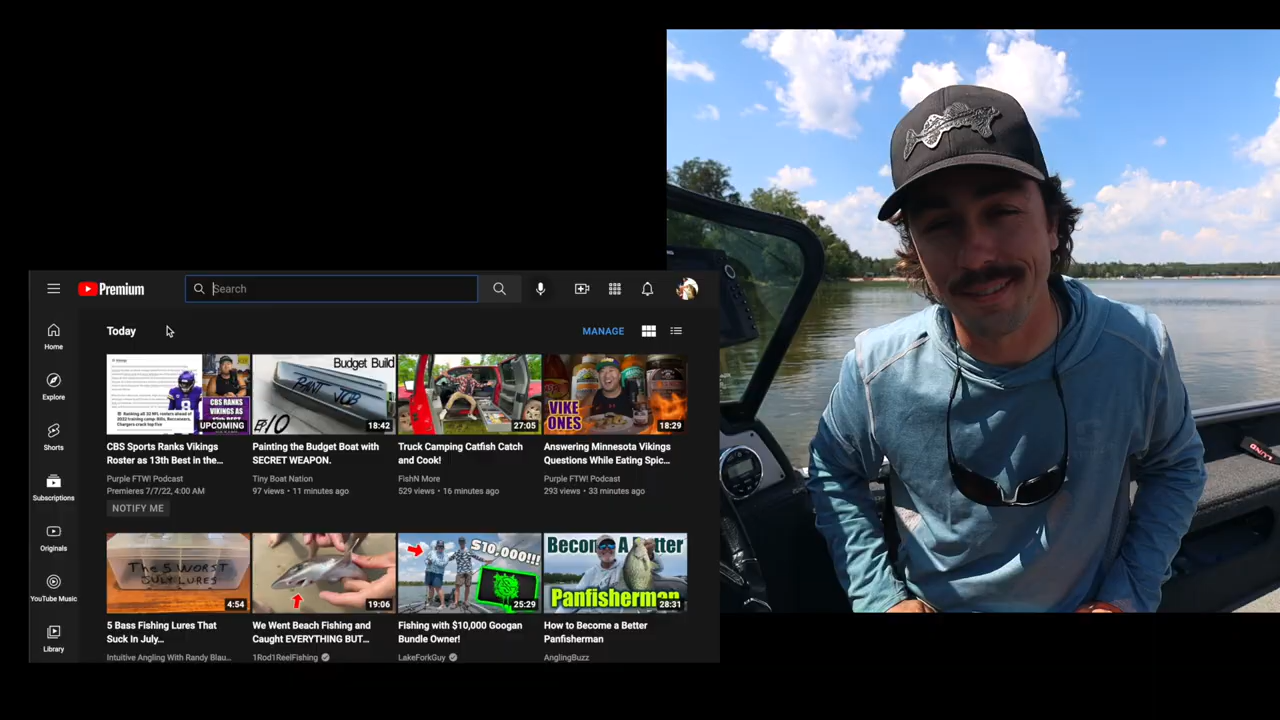 Premium
Search
Today
MANAGE
Home
Explore
Shorts
Subscriptions
Originals
YouTube Music
Library
CBS RANKS
VIKINGS AS
UPCOMING
Budget Build
PAINT JOB
EP.10
18:42
27:05
VIKE
ONES
18:29
CBS Sports Ranks Vikings
Roster as 13th Best in the...
Purple FTW! Podcast
Premieres 7/7/22, 4:00 AM
NOTIFY ME
Painting the Budget Boat with
SECRET WEAPON.
Tiny Boat Nation
97 views • 11 minutes ago
Truck Camping Catfish Catch
and Cook!
FishN More
529 views • 16 minutes ago
Answering Minnesota Vikings
Questions While Eating Spic...
Purple FTW! Podcast
293 views • 33 minutes ago
THE 5 WORST
JULY LURES
4:54
19:06
$10,000!!!
25:29
Become A Better
Panfisherman
28:31
5 Bass Fishing Lures That
Suck In July...
Intuitive Angling With Randy Blau...
We Went Beach Fishing and
Caught EVERYTHING BUT...
1Rod1ReelFishing
Fishing with $10,000 Googan
Bundle Owner!
LakeForkGuy
How to Become a Better
Panfisherman
AnglingBuzz
LUND